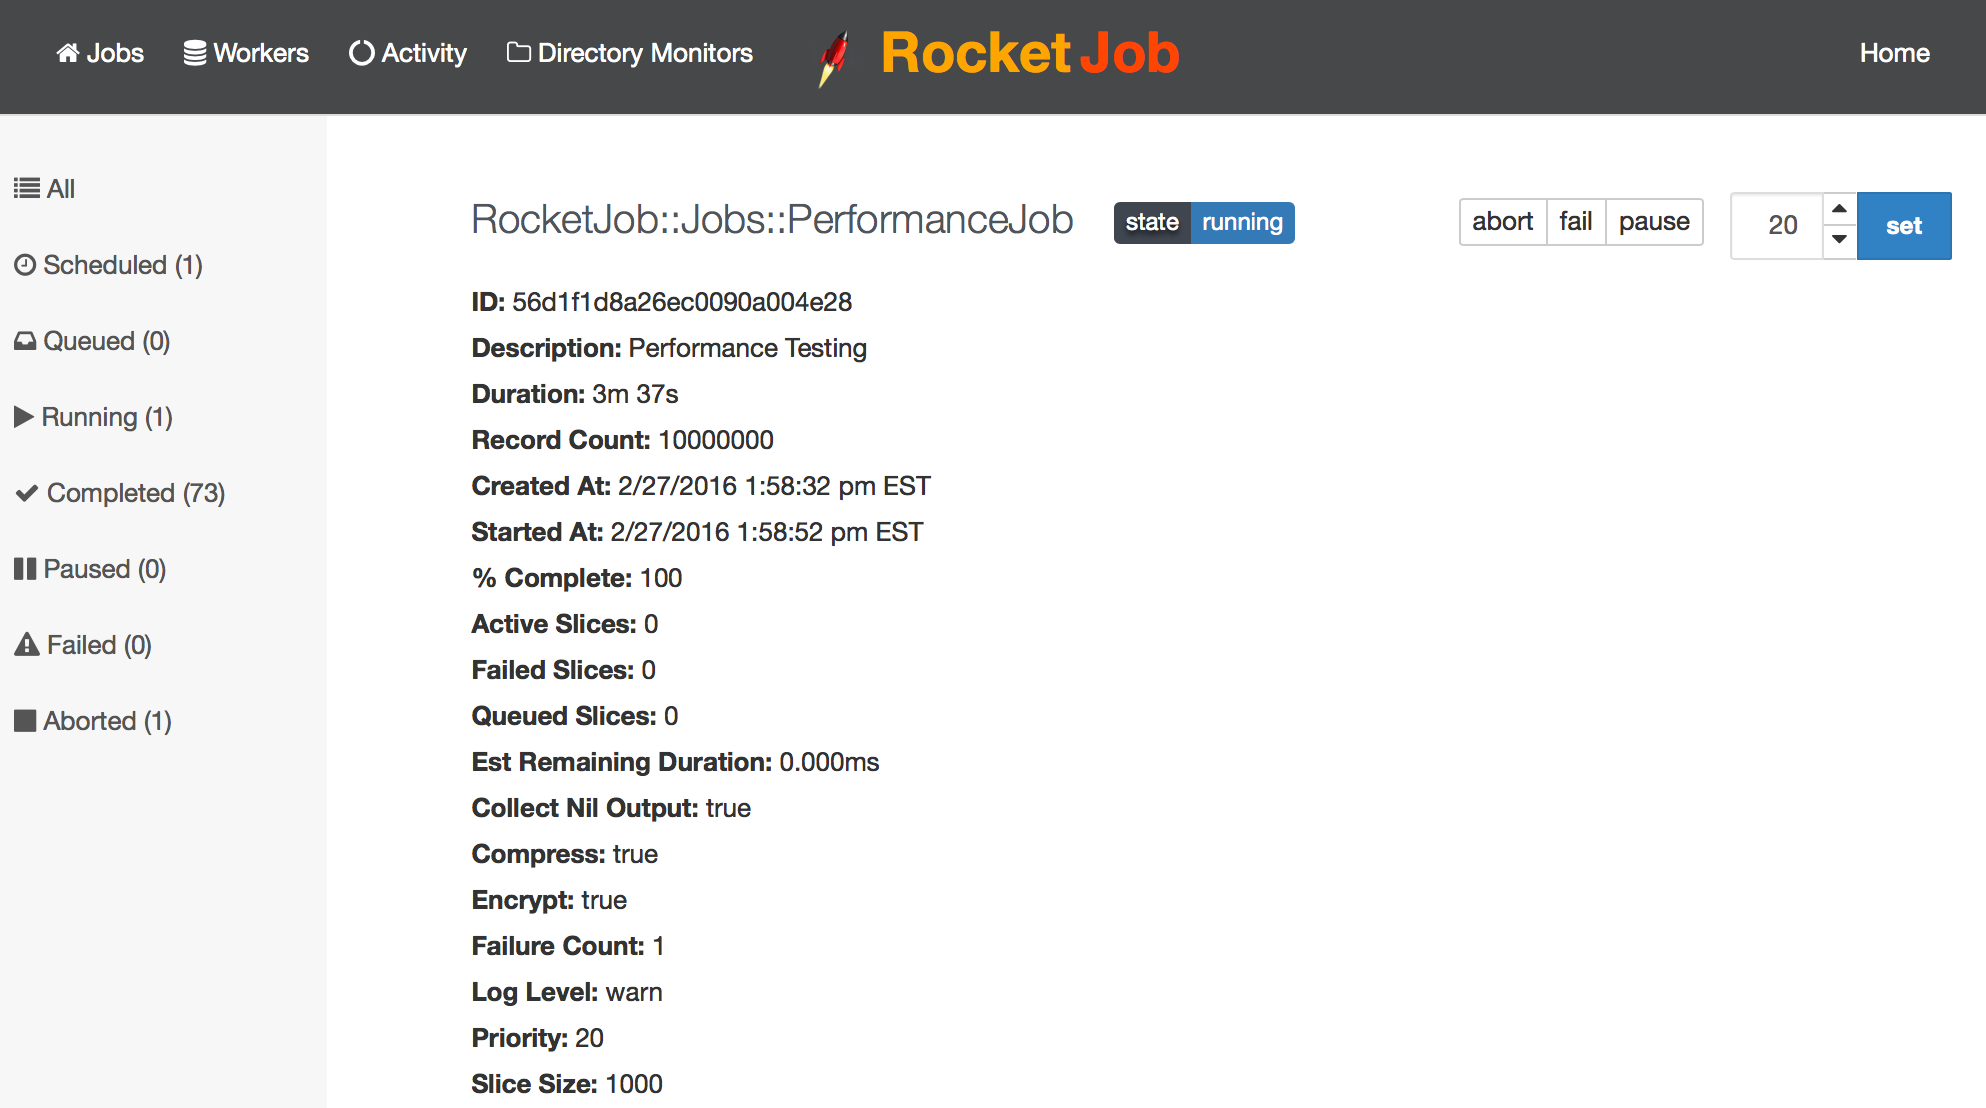 Jobs Workers Activity Directory Monitors Rocket Job Home
All
Scheduled (1)
Queued (0)
Running (1)
Completed (73)
Paused (0)
Failed (0)
Aborted (1)
RocketJob::Jobs::PerformanceJob state running abort fail pause 20 set
ID: 56d1f1d8a26ec0090a004e28
Description: Performance Testing
Duration: 3m 37s
Record Count: 10000000
Created At: 2/27/2016 1:58:32 pm EST
Started At: 2/27/2016 1:58:52 pm EST
% Complete: 100
Active Slices: 0
Failed Slices: 0
Queued Slices: 0
Est Remaining Duration: 0.000ms
Collect Nil Output: true
Compress: true
Encrypt: true
Failure Count: 1
Log Level: warn
Priority: 20
Slice Size: 1000